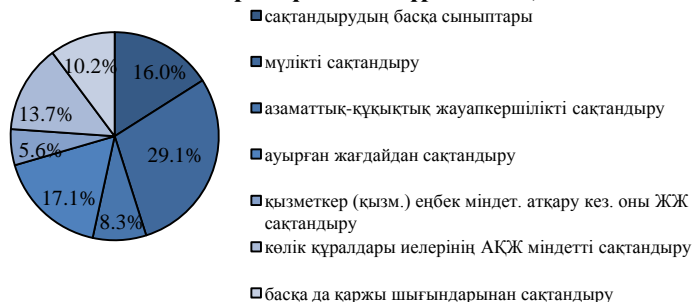 сақтандырудың басқа сыныптары
мүлікті сақтандыру
азаматтық-құқықтық жауапкершілікті сақтандыру
ауырған жағдайдан сақтандыру
қызметкер (қызм.) еңбек міндет. атқару кез. оны ЖЖ
сақтандыру
көлік құралдары иелерінің АҚЖ міндетті сақтандыру
басқа да қаржы шығындарынан сақтандыру
16.0%
29.1%
8.3%
17.1%
5.6%
13.7%
10.2%